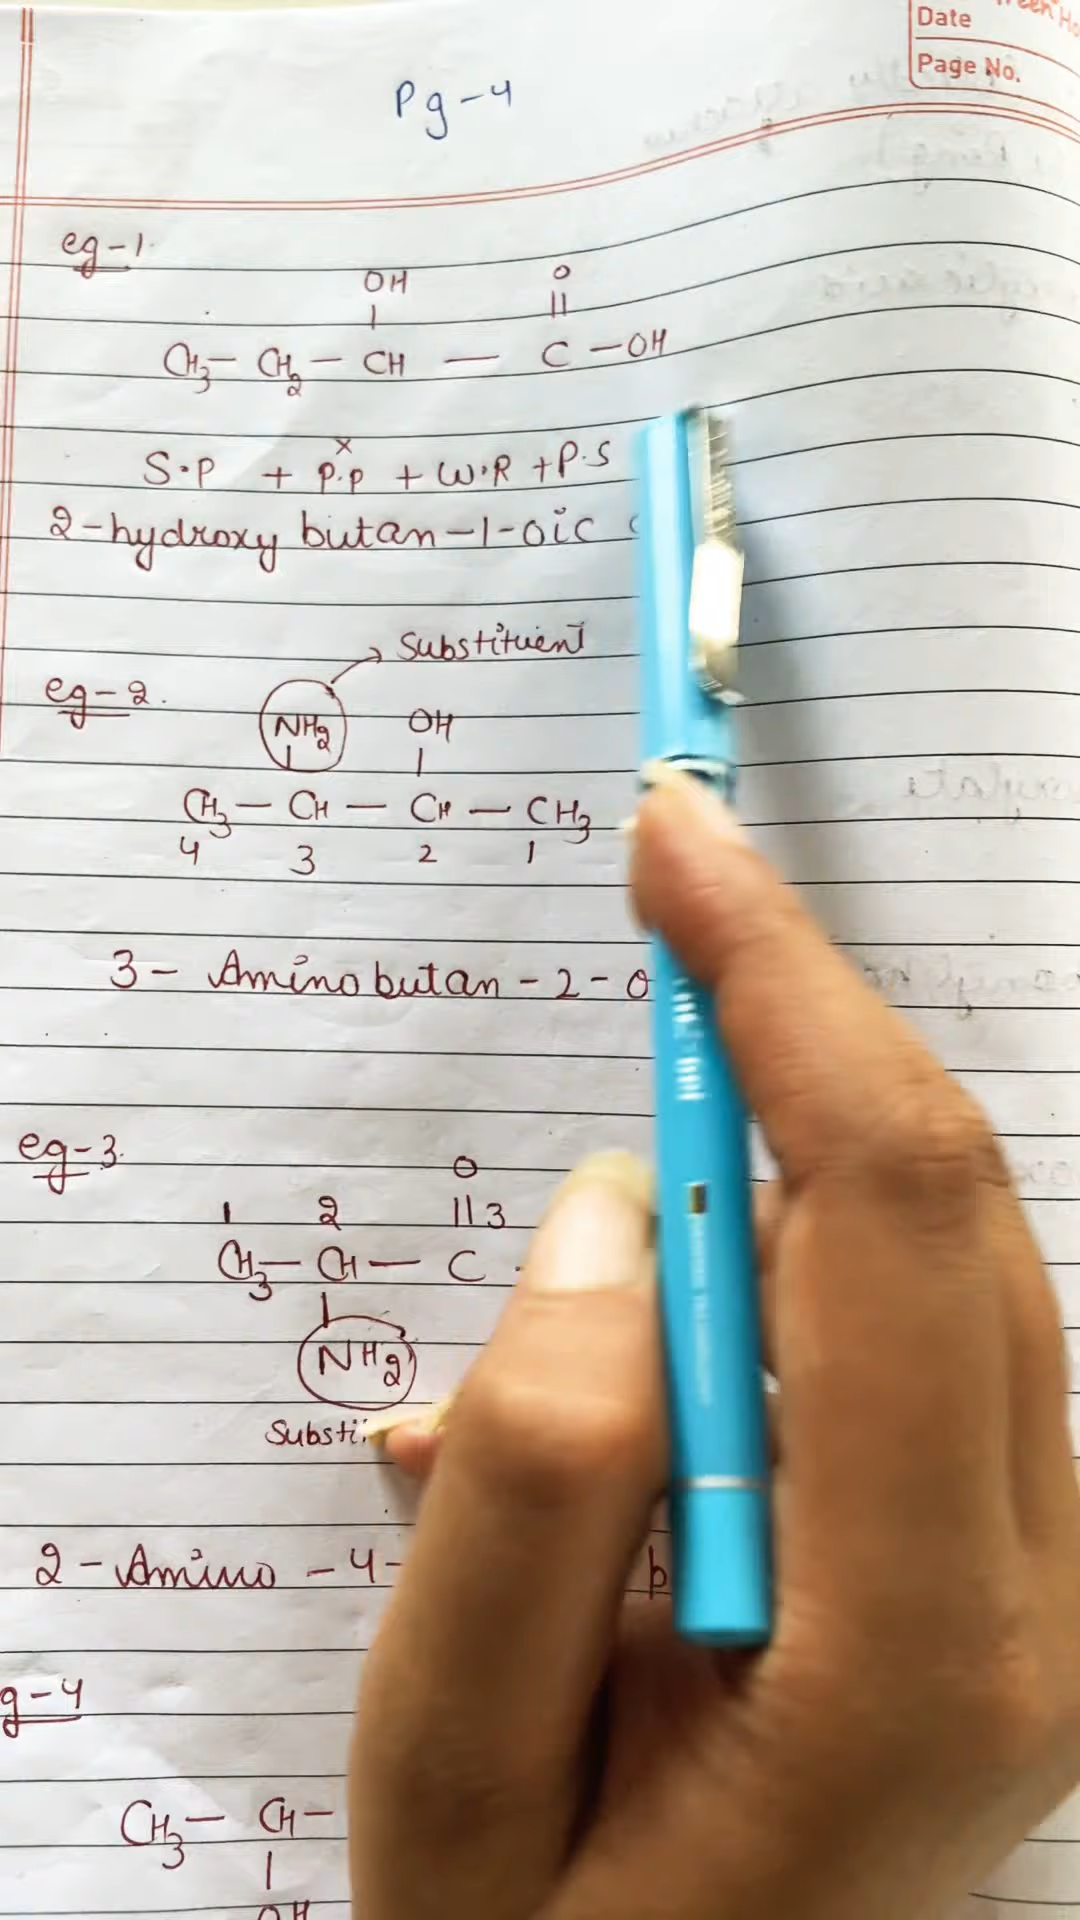 Date
Page No.
Pg-4
eg-1.
OH O
| ||
CH3 — CH2 — CH — C — OH
x
S.P + P.P + W.R + P.S
2-hydroxy butan-1-oic
Substituent
eg-2.
NH2 OH
| |
CH3 — CH — CH — CH3
4 3 2 1
3 - Aminobutan - 2 - O
eg-3.
O
1 2 || 3
CH3 — CH — C
|
NH2
2 - Amino - 4 - b
g-4
CH3 — CH —
|
OH